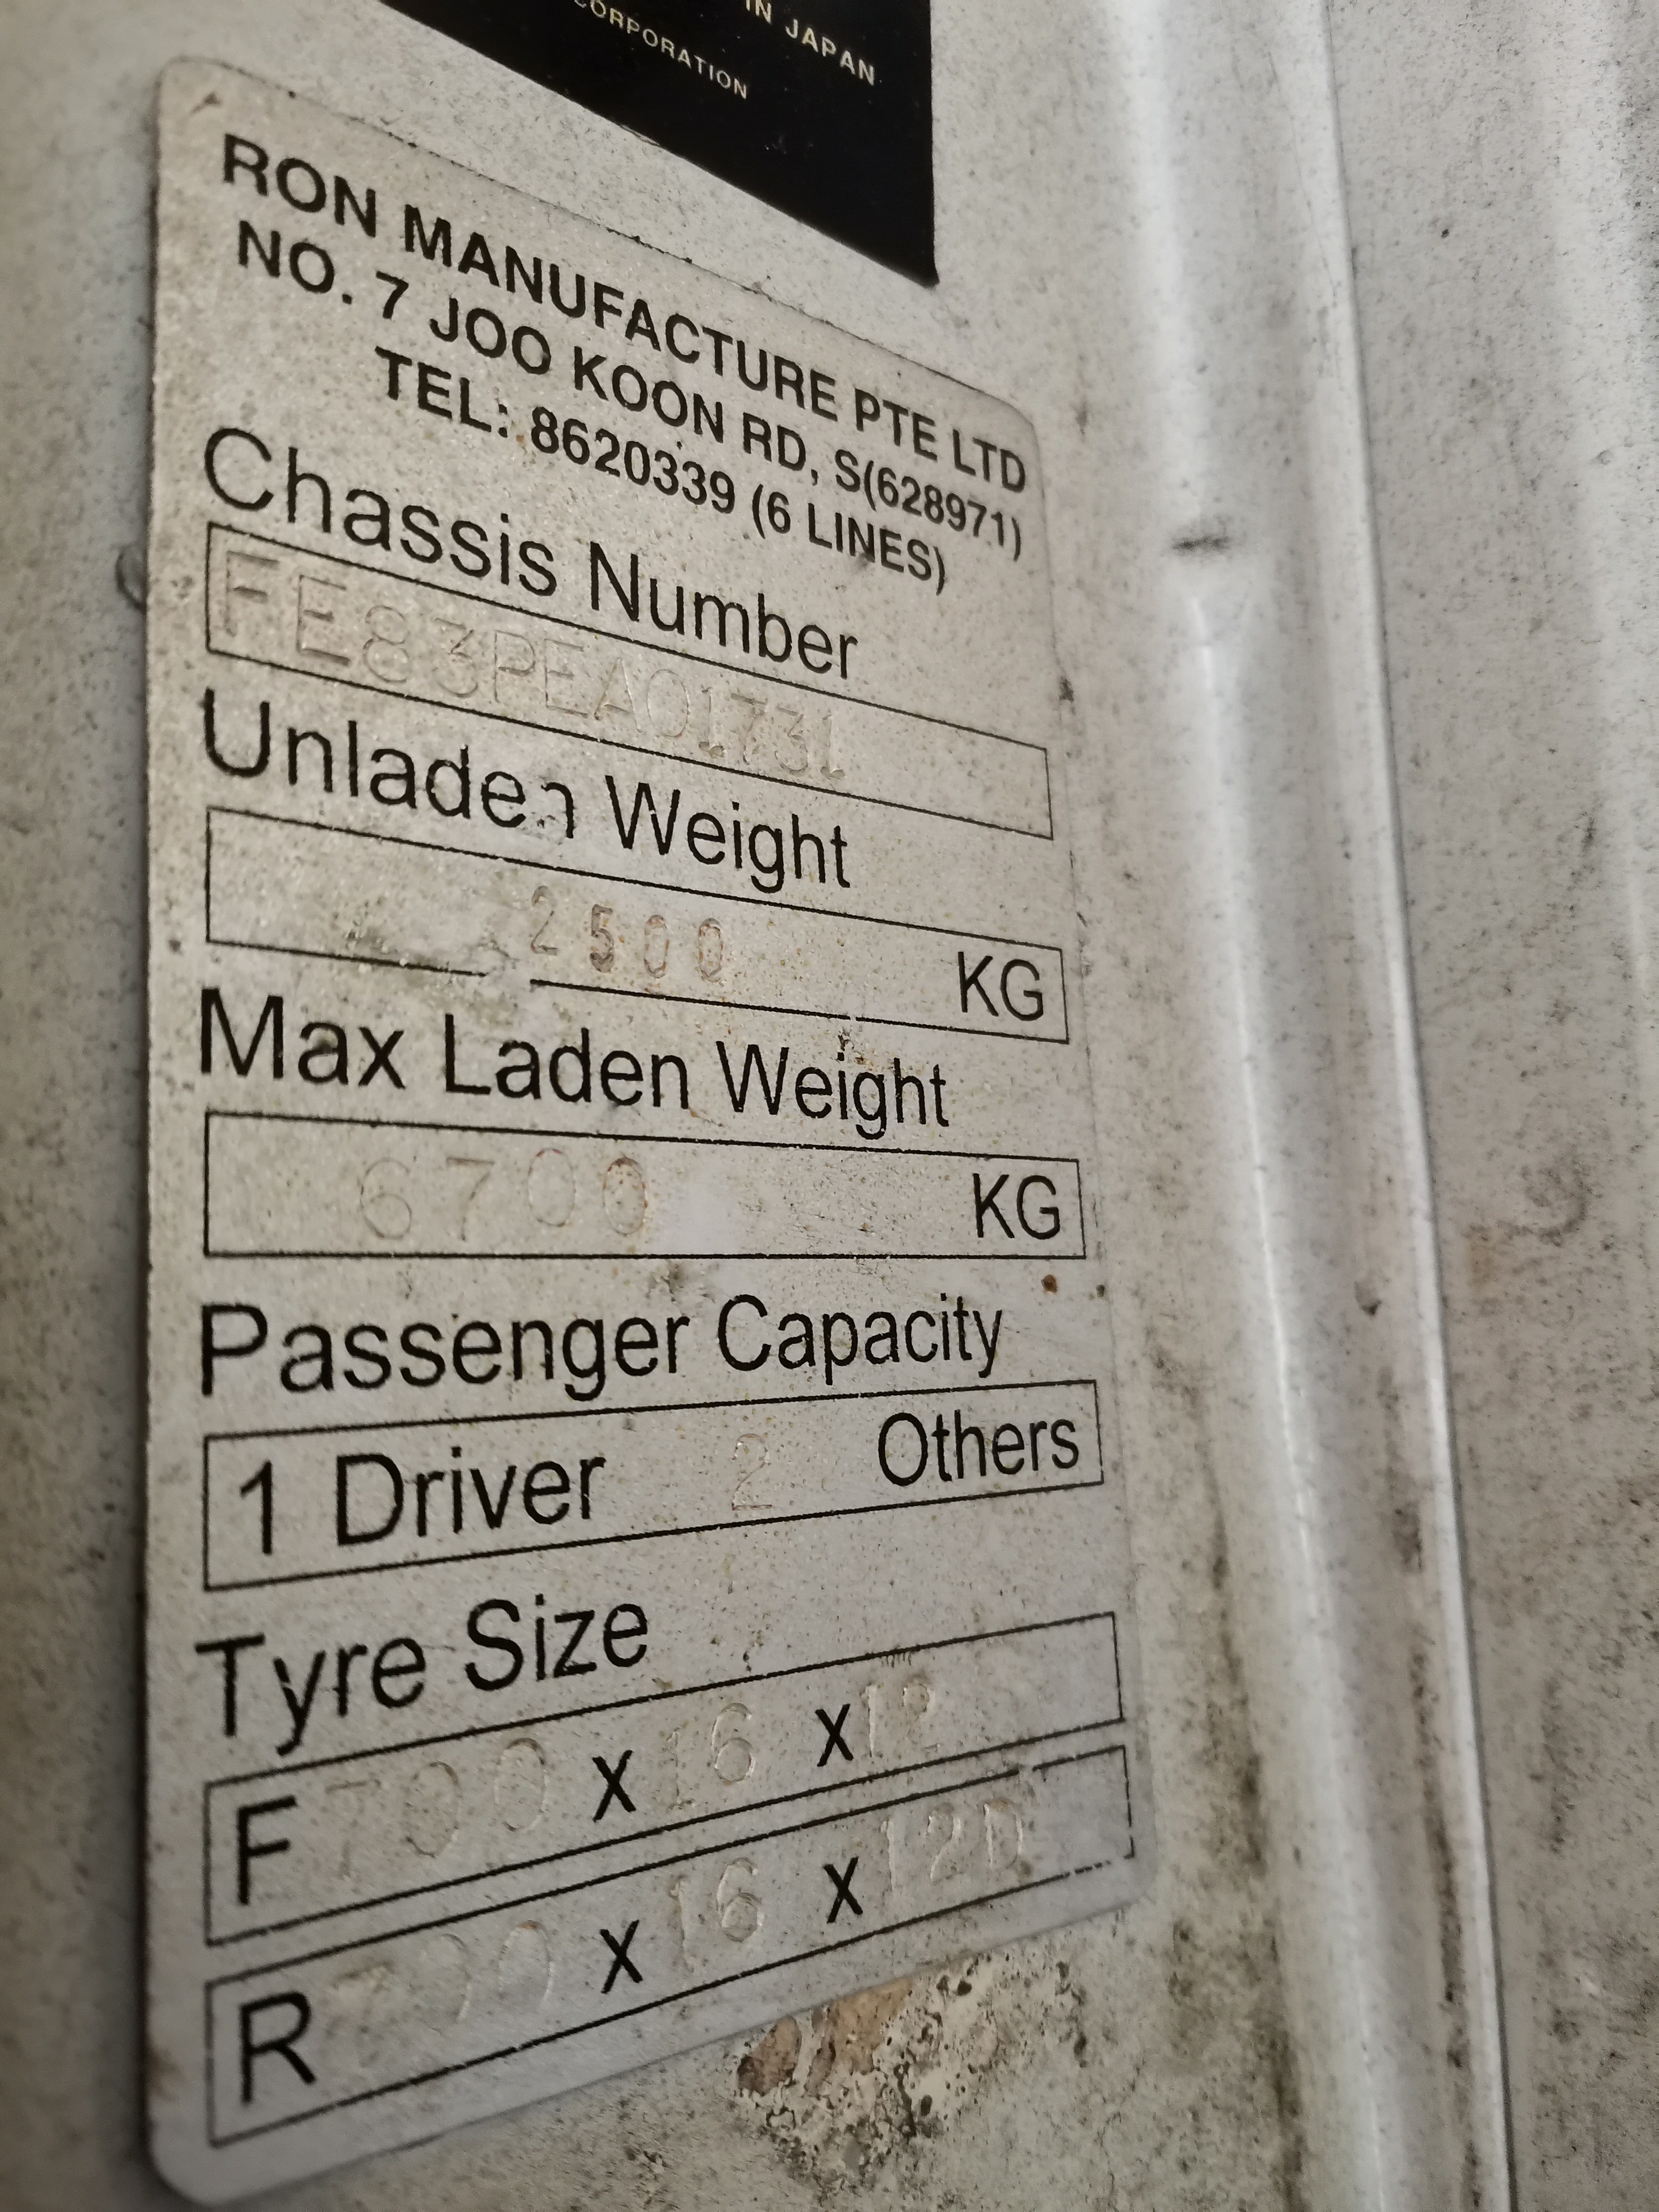 IN JAPAN
CORPORATION
RON MANUFACTURE PTE LTD
NO. 7 JOO KOON RD, S(628971)
TEL: 8620339 (6 LINES)
Chassis Number
FE83PEA01731
Unladen Weight
2500 KG
Max Laden Weight
6700 KG
Passenger Capacity
1 Driver 2 Others
Tyre Size
F 700 x 16 x 12
R 700 x 16 x 12D